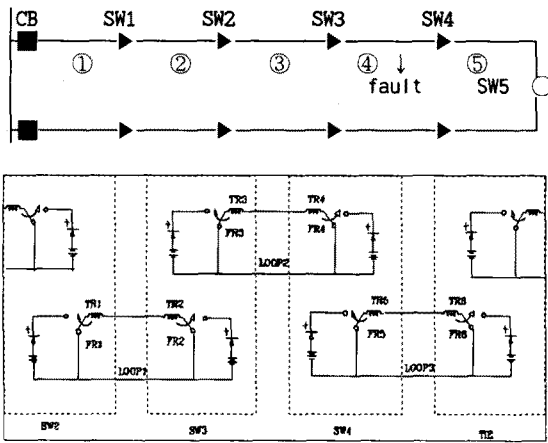 CB SW1 SW2 SW3 SW4
① ② ③ ④ ↓ ⑤
fault SW5
TR3 TR4
FR3 FR4
LOOP2
TR1 TR2 TR5 TR6
FR1 FR2 FR5 FR6
LOOP1 LOOP3
SW2 SW3 SW4 TIE